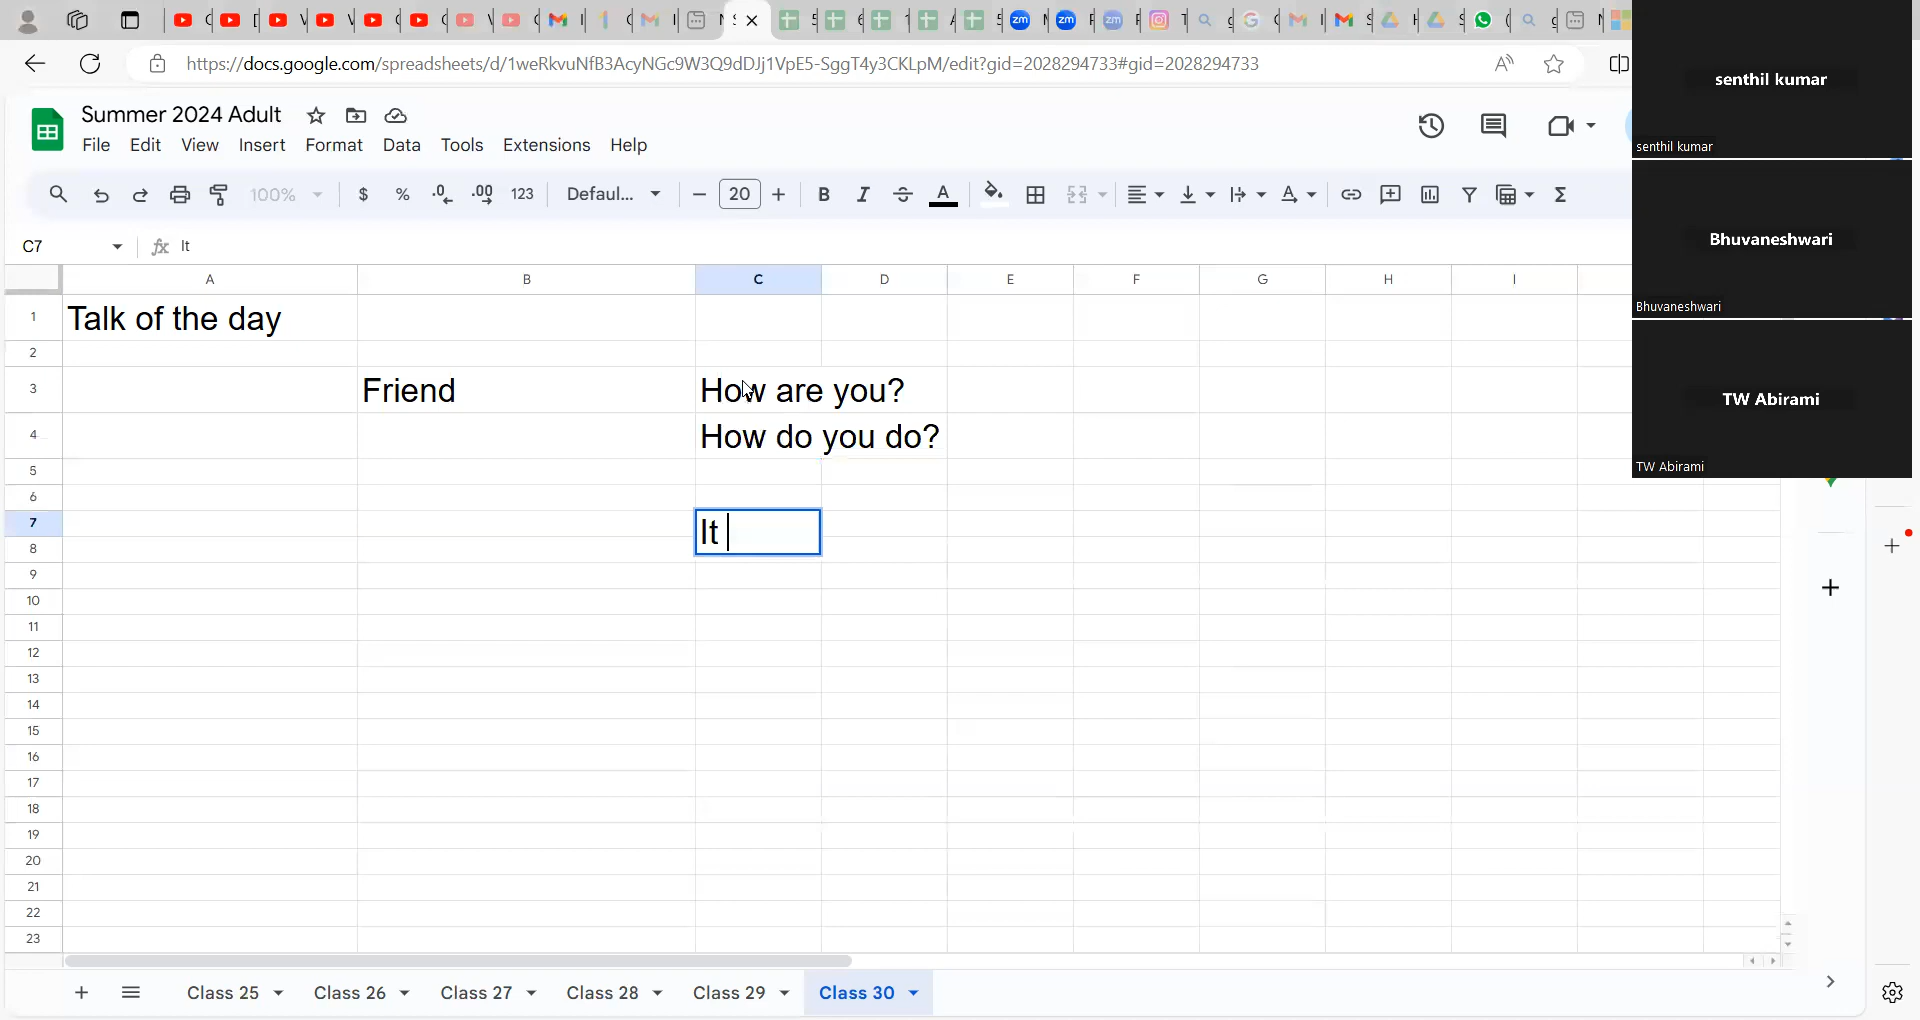 https://docs.google.com/spreadsheets/d/1weRkvuNfB3AcyNGc9W3Q9dDJj1VpE5-SggT4y3CKLpM/edit?gid=2028294733#gid=2028294733
Summer 2024 Adult
File Edit View Insert Format Data Tools Extensions Help
100% $ % .0 .00 123 Defaul... 20
C7 It
A B C D E F G H I
1 Talk of the day
2
3 Friend How are you?
4 How do you do?
5
6
7 It
8
9
10
11
12
13
14
15
16
17
18
19
20
21
22
23
Class 25 Class 26 Class 27 Class 28 Class 29 Class 30
senthil kumar
senthil kumar
Bhuvaneshwari
Bhuvaneshwari
TW Abirami
TW Abirami